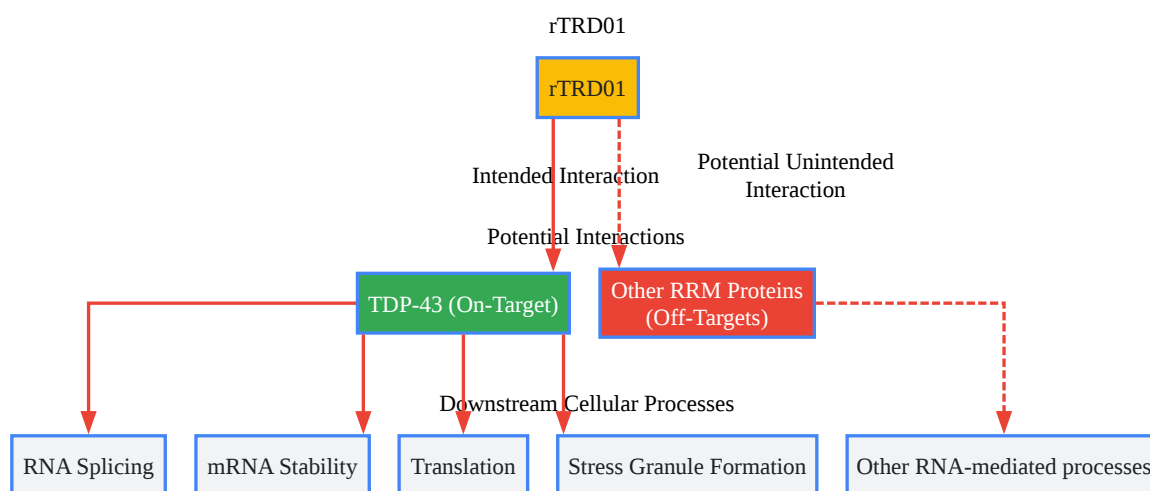 rTRD01
rTRD01
Intended Interaction
Potential Unintended
Interaction
Potential Interactions
TDP-43 (On-Target)
Other RRM Proteins
(Off-Targets)
Downstream Cellular Processes
RNA Splicing
mRNA Stability
Translation
Stress Granule Formation
Other RNA-mediated processes